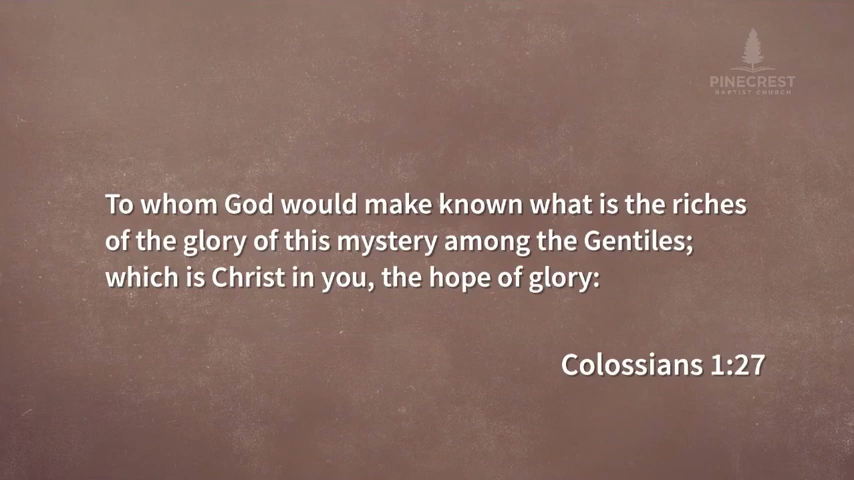 PINECREST
BAPTIST CHURCH
To whom God would make known what is the riches
of the glory of this mystery among the Gentiles;
which is Christ in you, the hope of glory:
Colossians 1:27